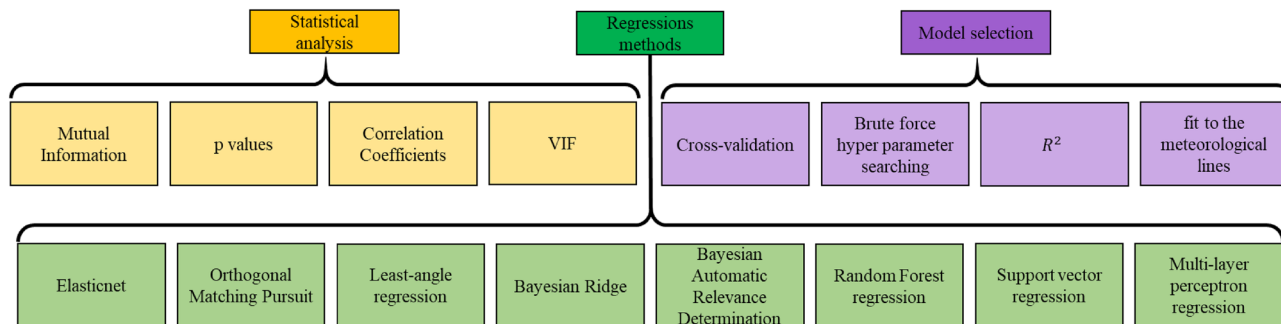 Statistical
analysis
Regressions
methods
Model selection
Mutual
Information
p values
Correlation
Coefficients
VIF
Cross-validation
Brute force
hyper parameter
searching
R²
fit to the
meteorological
lines
Elasticnet
Orthogonal
Matching Pursuit
Least-angle
regression
Bayesian Ridge
Bayesian
Automatic
Relevance
Determination
Random Forest
regression
Support vector
regression
Multi-layer
perceptron
regression